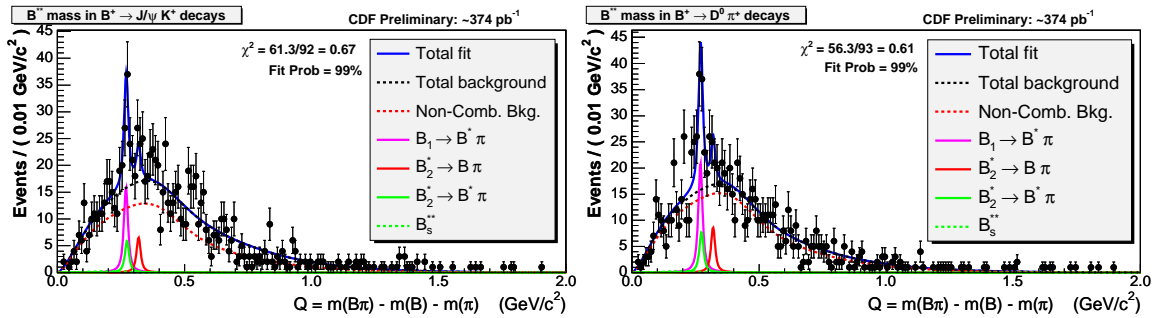 B** mass in B+ → J/ψ K+ decays
CDF Preliminary: ~374 pb-1
Events / ( 0.01 GeV/c2 )
45
40
35
30
25
20
15
10
5
0
χ2 = 61.3/92 = 0.67
Fit Prob = 99%
Total fit
Total background
Non-Comb. Bkg.
B1 → B* π
B2* → B π
B2* → B* π
Bs**
0.0 0.5 1.0 1.5 2.0
Q = m(Bπ) - m(B) - m(π) (GeV/c2)
B** mass in B+ → D0 π+ decays
CDF Preliminary: ~374 pb-1
Events / ( 0.01 GeV/c2 )
45
40
35
30
25
20
15
10
5
0
χ2 = 56.3/93 = 0.61
Fit Prob = 99%
Total fit
Total background
Non-Comb. Bkg.
B1 → B* π
B2* → B π
B2* → B* π
Bs**
0.0 0.5 1.0 1.5 2.0
Q = m(Bπ) - m(B) - m(π) (GeV/c2)